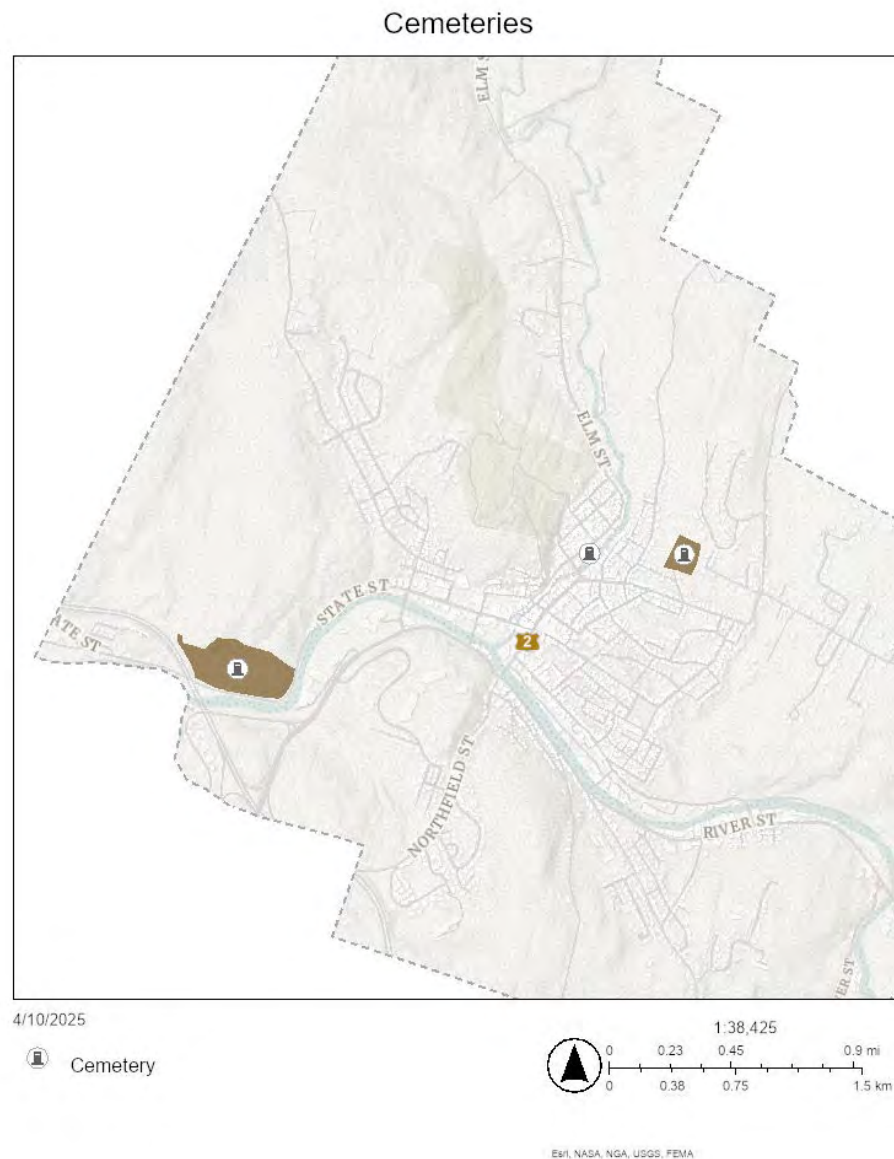 Cemeteries
ELM S
ELM ST
STATE ST
ATE ST
2
NORTHFIELD ST
RIVER ST
VER ST
4/10/2025
Cemetery
1:38,425
0 0.23 0.45 0.9 mi
0 0.38 0.75 1.5 km
Esri, NASA, NGA, USGS, FEMA